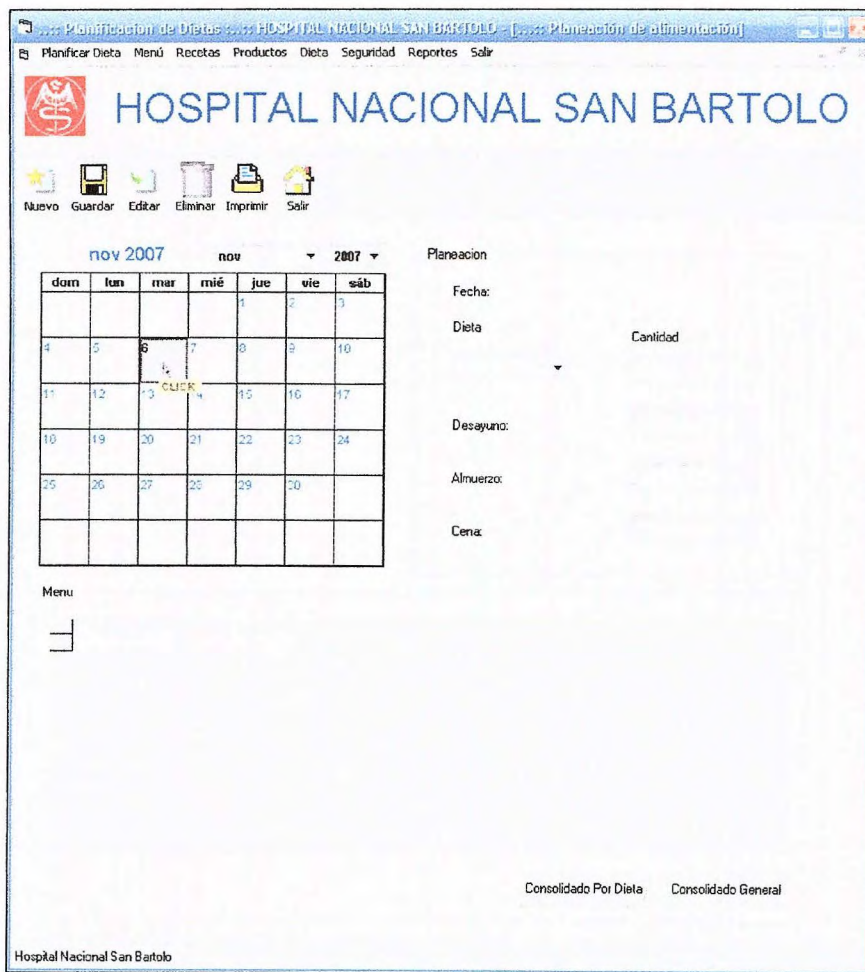 ..:: Planificacion de Dietas :..:: HOSPITAL NACIONAL SAN BARTOLO - [..:: Planeación de alimentación]
Planificar Dieta Menú Recetas Productos Dieta Seguridad Reportes Salir
HOSPITAL NACIONAL SAN BARTOLO
Nuevo Guardar Editar Eliminar Imprimir Salir
nov 2007 nov 2007
dom lun mar mié jue vie sáb
1 2 3
4 5 6 7 8 9 10
CLICK
11 12 13 14 15 16 17
18 19 20 21 22 23 24
25 26 27 28 29 30
Planeacion
Fecha:
Dieta
Cantidad
Desayuno:
Almuerzo:
Cena:
Menu
Consolidado Por Dieta Consolidado General
Hospital Nacional San Bartolo